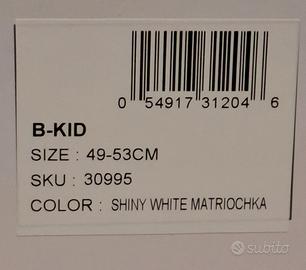 0 54917 31204 6
B-KID
SIZE : 49-53CM
SKU : 30995
COLOR : SHINY WHITE MATRIOCHKA
subito